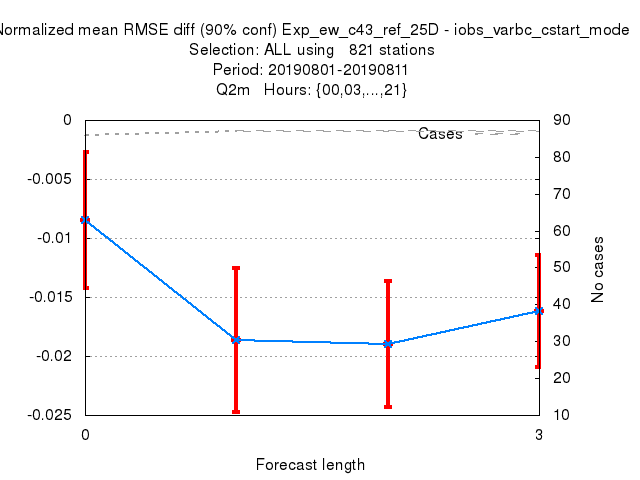 Normalized mean RMSE diff (90% conf) Exp_ew_c43_ref_25D - iobs_varbc_cstart_mode
Selection: ALL using 821 stations
Period: 20190801-20190811
Q2m Hours: {00,03,...,21}
0
-0.005
-0.01
-0.015
-0.02
-0.025
Cases
90
80
70
60
50
40
30
20
10
No cases
0
3
Forecast length